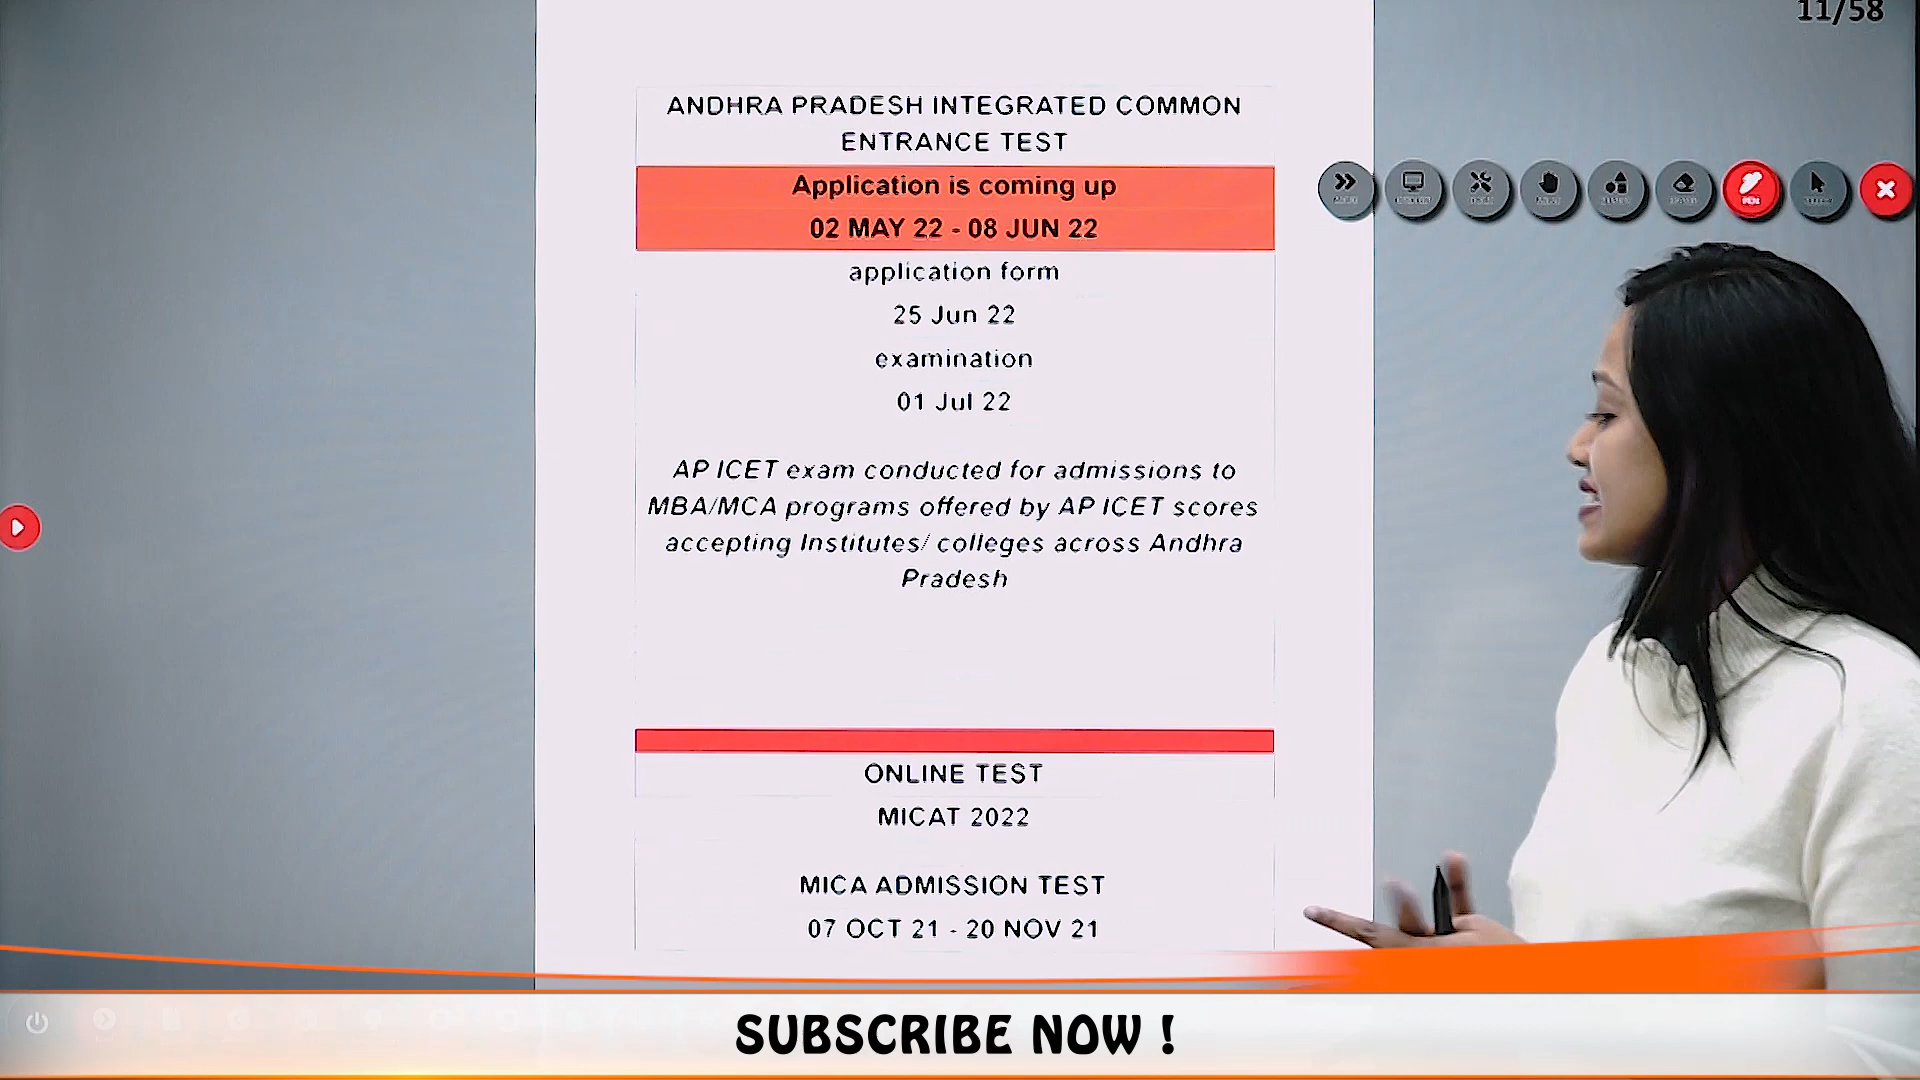 11/58
ANDHRA PRADESH INTEGRATED COMMON
ENTRANCE TEST
Application is coming up
02 MAY 22 - 08 JUN 22
application form
25 Jun 22
examination
01 Jul 22
AP ICET exam conducted for admissions to
MBA/MCA programs offered by AP ICET scores
accepting Institutes/ colleges across Andhra
Pradesh
ONLINE TEST
MICAT 2022
MICA ADMISSION TEST
07 OCT 21 - 20 NOV 21
PEN
SUBSCRIBE NOW !